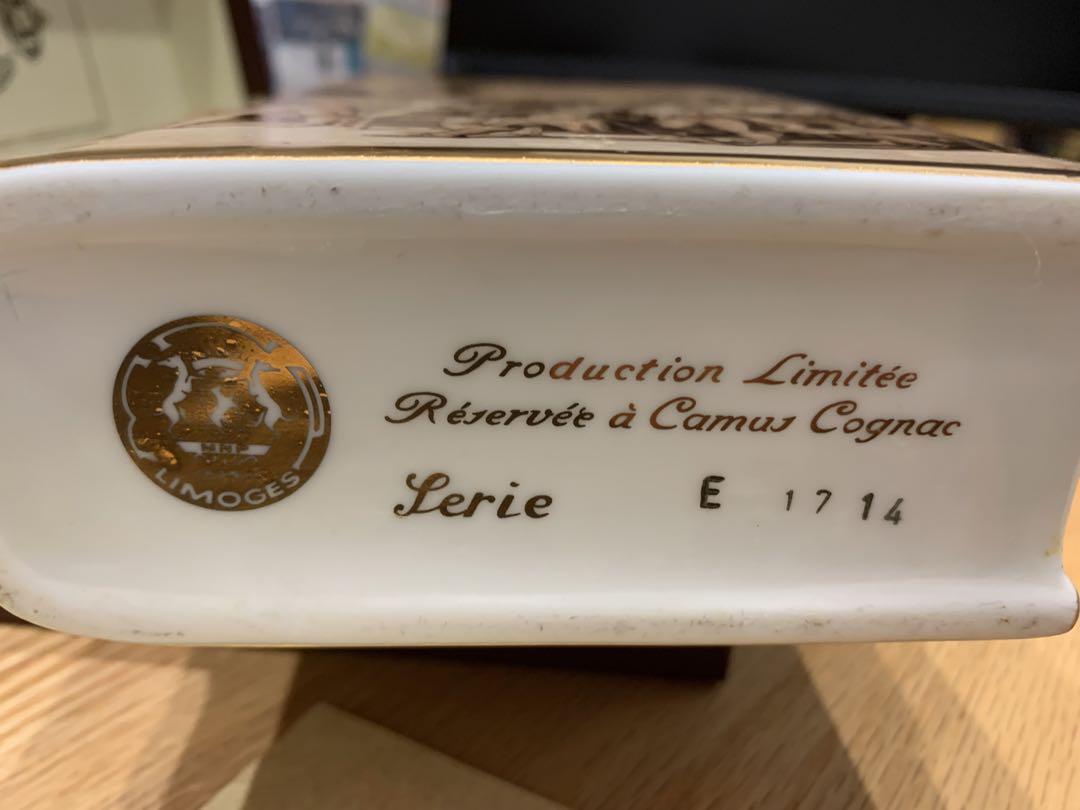 Production Limitée
Réservée à Camus Cognac
Serie E 1714
LIMOGES